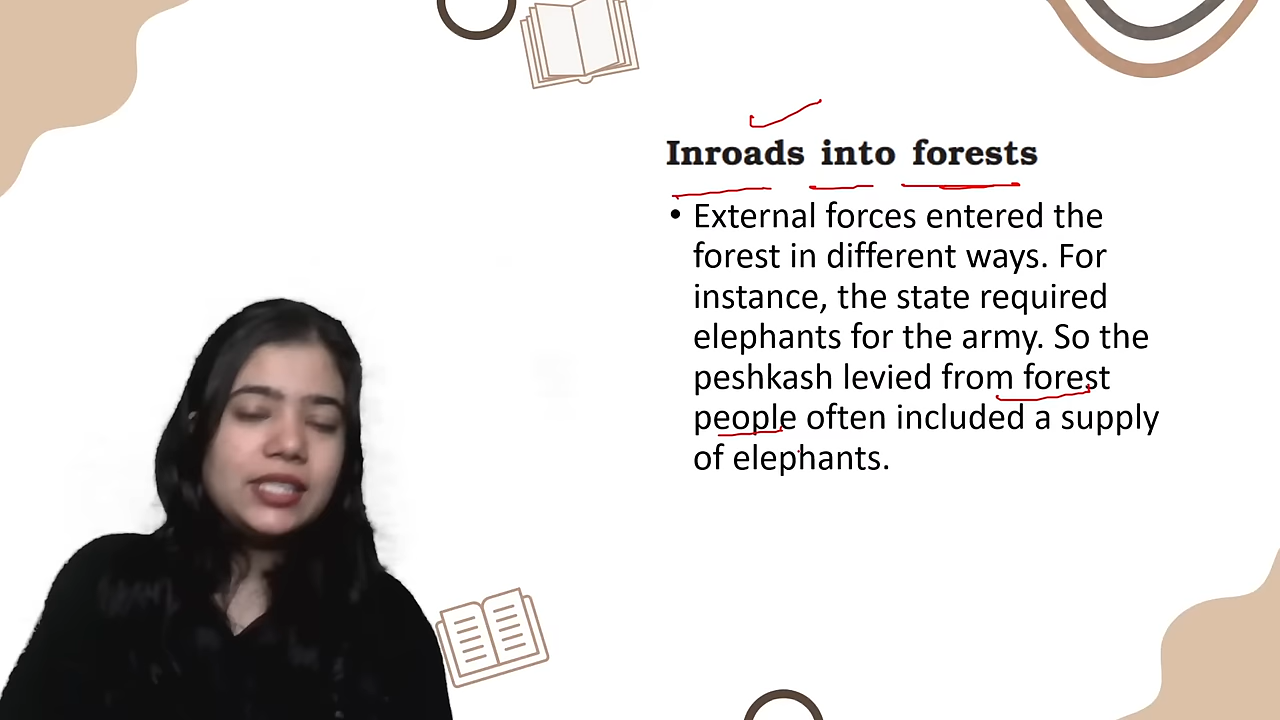 Inroads into forests
• External forces entered the
forest in different ways. For
instance, the state required
elephants for the army. So the
peshkash levied from forest
people often included a supply
of elephants.